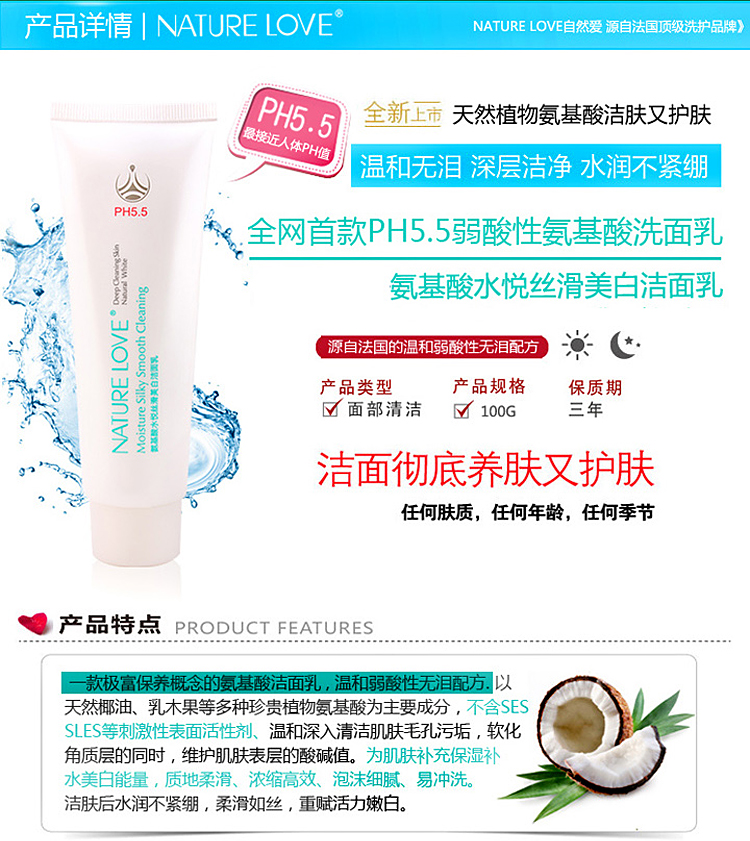 产品详情 | NATURE LOVE®
NATURE LOVE自然爱 源自法国顶级洗护品牌》
PH5.5
最接近人体PH值
全新上市 天然植物氨基酸洁肤又护肤
温和无泪 深层洁净 水润不紧绷
全网首款PH5.5弱酸性氨基酸洗面乳
氨基酸水悦丝滑美白洁面乳
PH5.5
NATURE LOVE®
Deep Cleaning Skin
Natural White
Moisture Silky Smooth Cleaning
氨基酸水悦丝滑美白洁面乳
源自法国的温和弱酸性无泪配方
产品类型 产品规格 保质期
面部清洁 100G 三年
洁面彻底养肤又护肤
任何肤质，任何年龄，任何季节
产品特点 PRODUCT FEATURES
一款极富保养概念的氨基酸洁面乳，温和弱酸性无泪配方. 以
天然椰油、乳木果等多种珍贵植物氨基酸为主要成分，不含SES
SLES等刺激性表面活性剂、温和深入清洁肌肤毛孔污垢，软化
角质层的同时，维护肌肤表层的酸碱值。为肌肤补充保湿补
水美白能量，质地柔滑、浓缩高效、泡沫细腻、易冲洗。
洁肤后水润不紧绷，柔滑如丝，重赋活力嫩白。